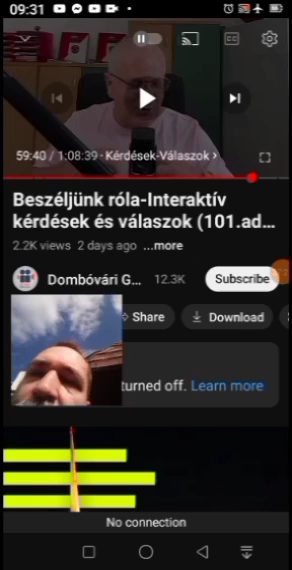 09:31
CC
59:40 / 1:08:39 · Kérdések-Válaszok ›
Beszéljünk róla-Interaktív
kérdések és válaszok (101.ad...
2.2K views 2 days ago ...more
Dombóvári G... 12.3K Subscribe
Share Download
turned off. Learn more
No connection